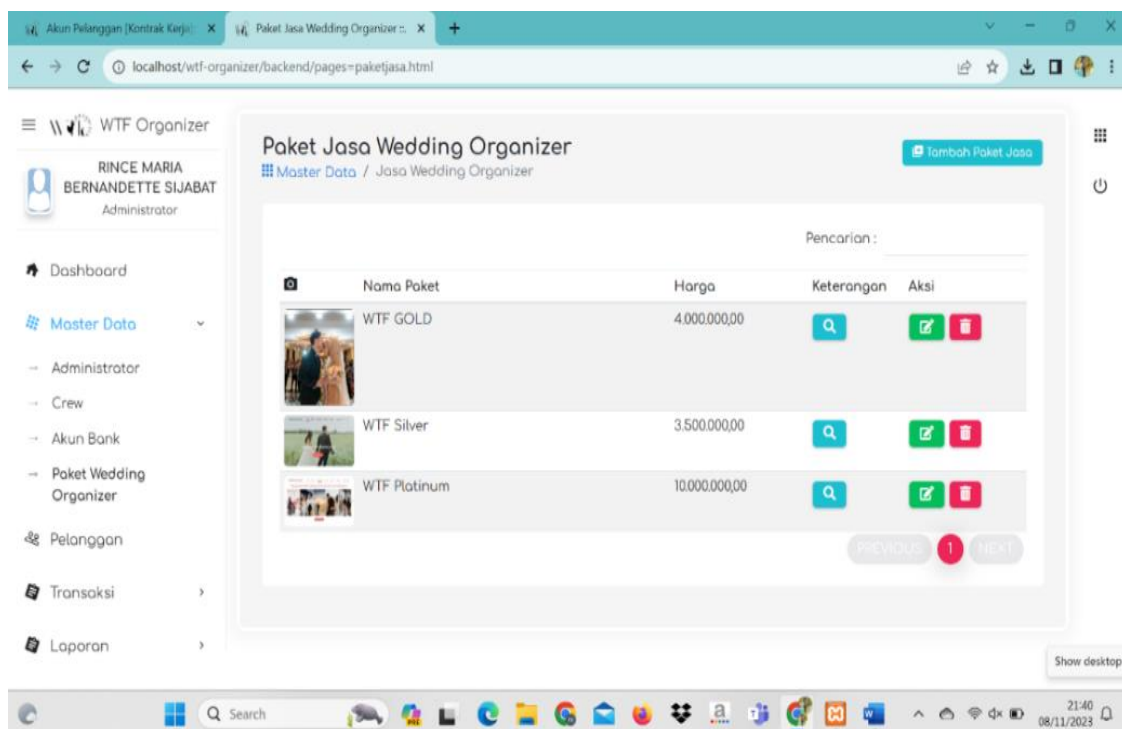 Akun Pelanggan [Kontrak Kerja]
Paket Jasa Wedding Organizer ::.
localhost/wtf-organizer/backend/pages=paketjasa.html
WTF Organizer
RINCE MARIA
BERNANDETTE SIJABAT
Administrator
Dashboard
Master Data
Administrator
Crew
Akun Bank
Paket Wedding
Organizer
Pelanggan
Transaksi
Laporan
Paket Jasa Wedding Organizer
Master Data / Jasa Wedding Organizer
Tambah Paket Jasa
Pencarian :
Nama Paket Harga Keterangan Aksi
WTF GOLD 4.000.000,00
WTF Silver 3.500.000,00
WTF Platinum 10.000.000,00
PREVIOUS 1 NEXT
Show desktop
Search
21:40
08/11/2023